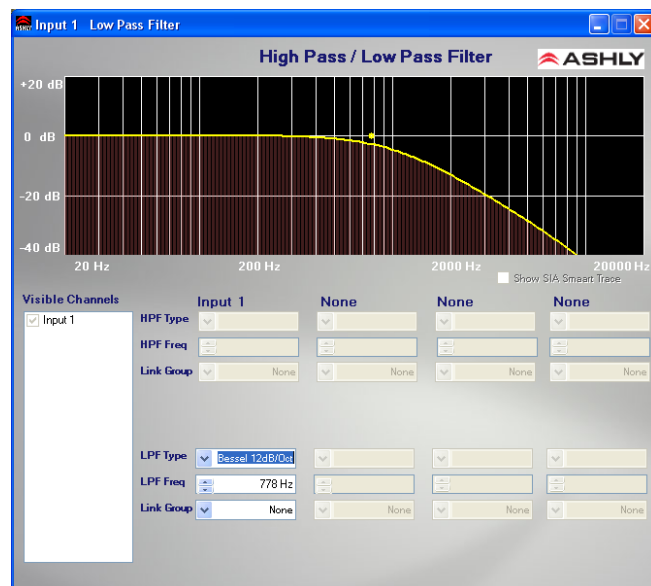 Input 1 Low Pass Filter
High Pass / Low Pass Filter
ASHLY
+20 dB
0 dB
-20 dB
-40 dB
20 Hz 200 Hz 2000 Hz 20000 Hz
Show SIA Smaart Trace
Visible Channels Input 1 None None None
Input 1
HPF Type
HPF Freq
Link Group None None None None
LPF Type Bessel 12dB/Oct
LPF Freq 778 Hz
Link Group None None None None